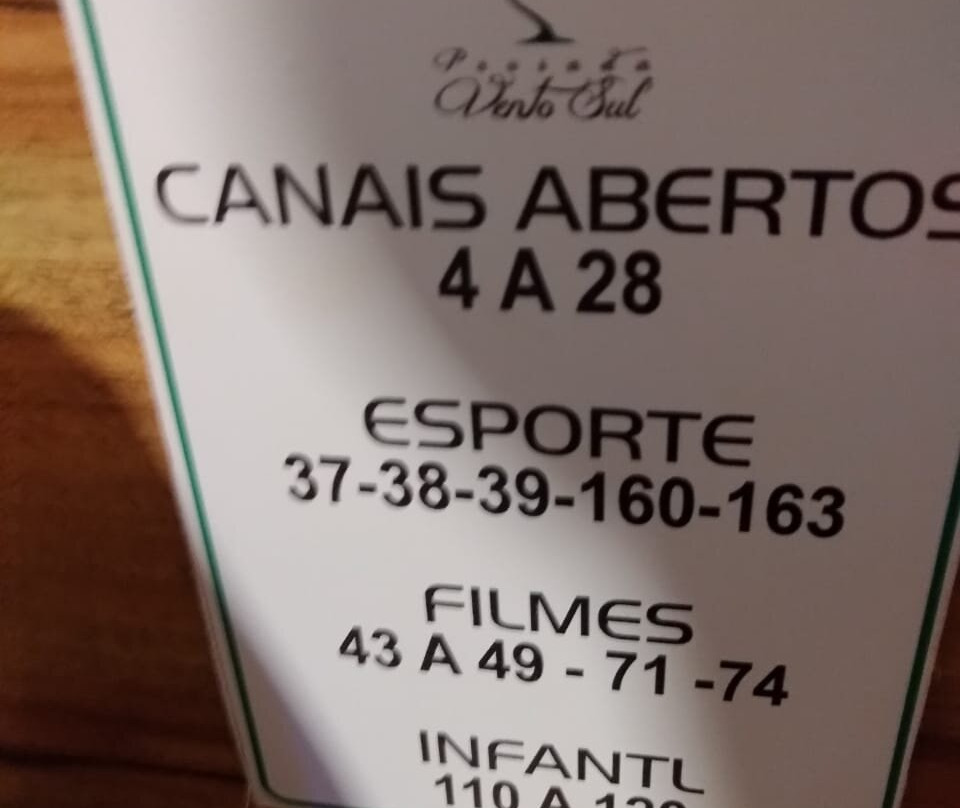 Pousada
Vento Sul
CANAIS ABERTOS
4 A 28
ESPORTE
37-38-39-160-163
FILMES
43 A 49 - 71 -74
INFANTL
110 A